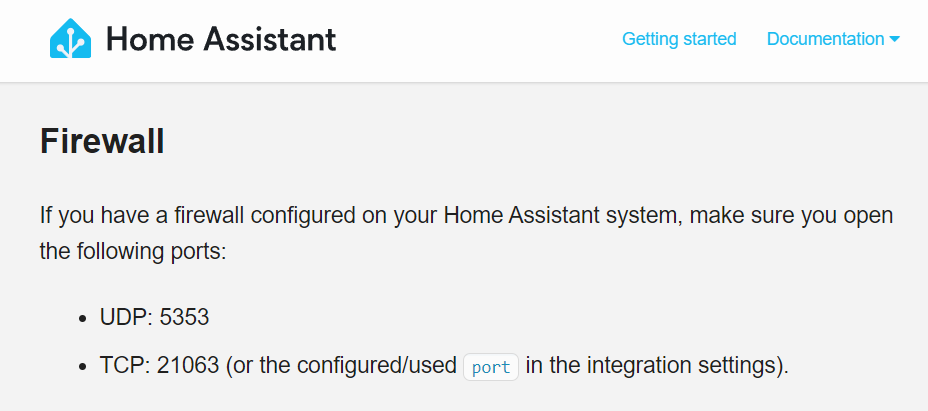 Home Assistant
Getting started
Documentation
Firewall
If you have a firewall configured on your Home Assistant system, make sure you open
the following ports:
• UDP: 5353
• TCP: 21063 (or the configured/used port in the integration settings).